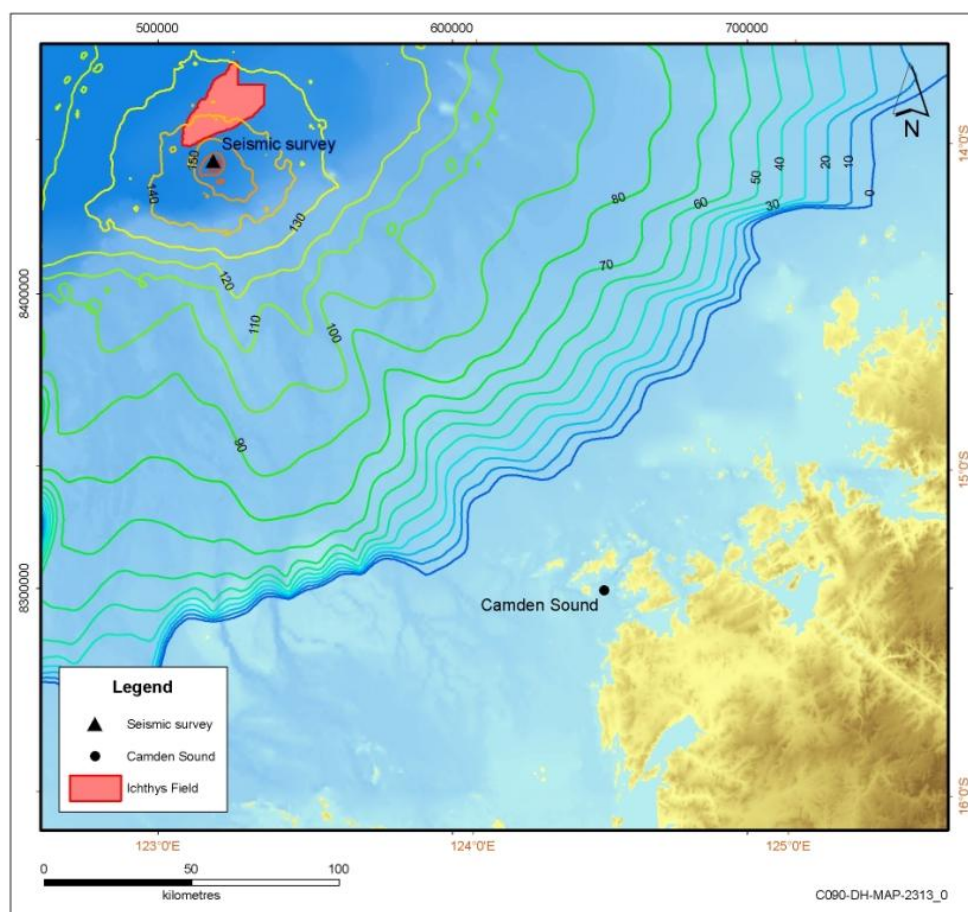 500000
600000
700000
N
14°0'S
Seismic survey
150
140
130
120
110
100
90
80
70
60
50
40
30
20
10
0
8400000
15°0'S
8300000
Camden Sound
Legend
Seismic survey
Camden Sound
Ichthys Field
16°0'S
123°0'E
124°0'E
125°0'E
0
50
100
kilometres
C090-DH-MAP-2313_0